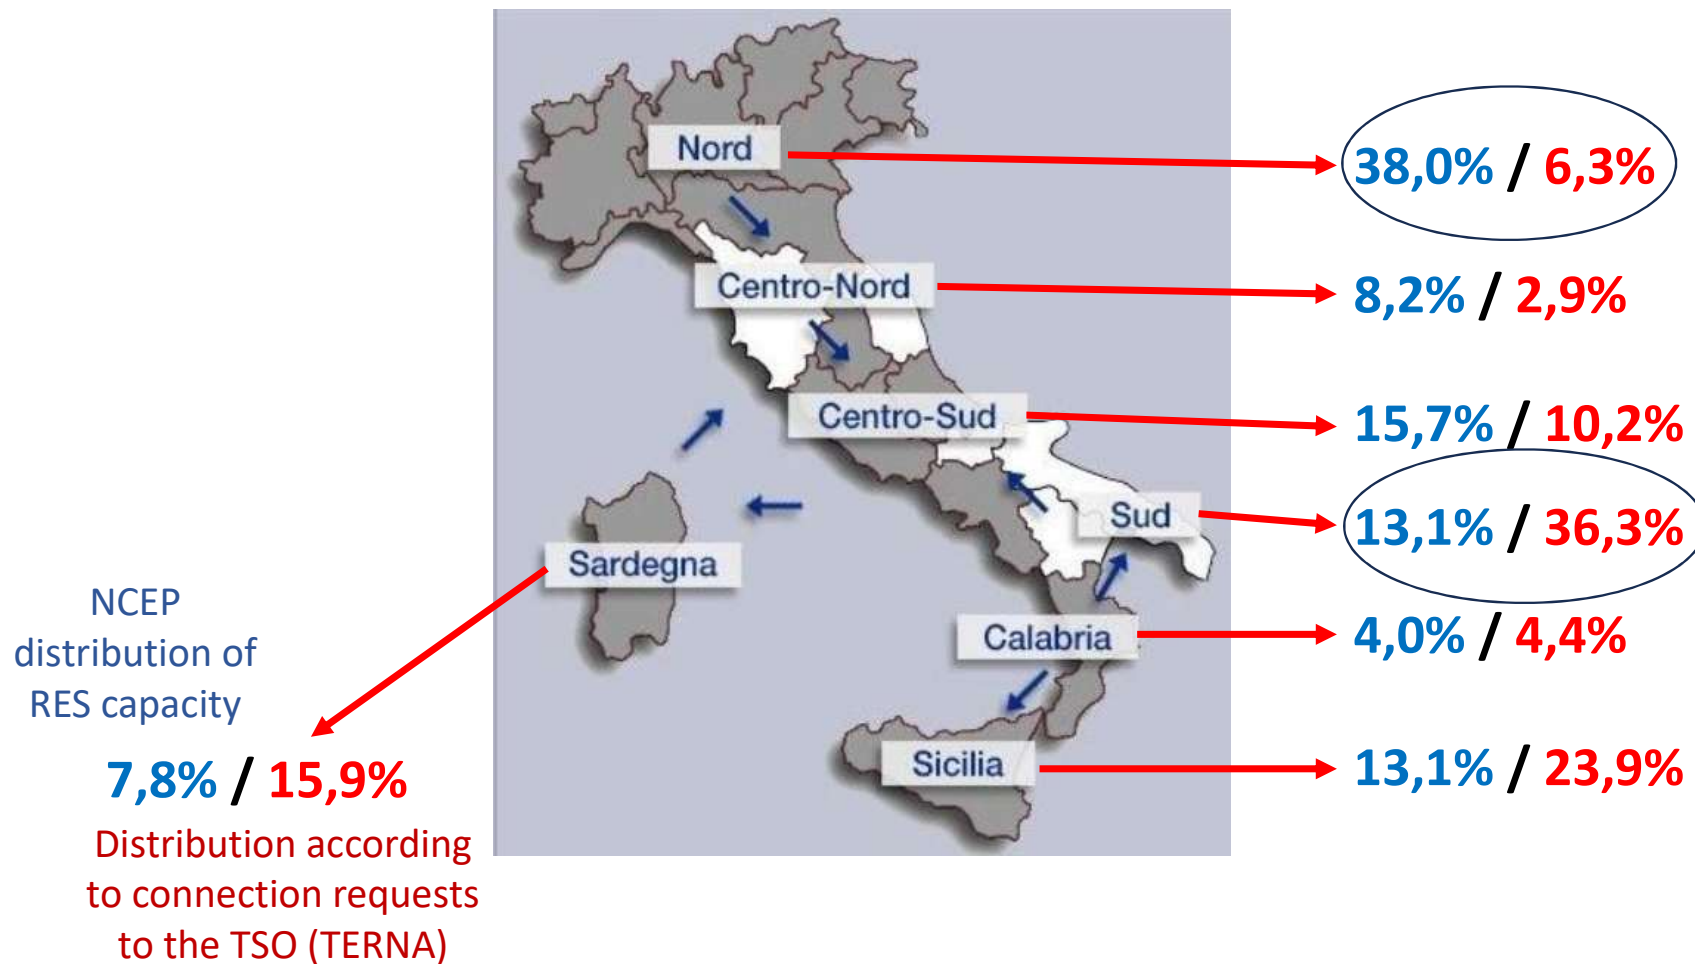 Nord
38,0% / 6,3%
Centro-Nord
8,2% / 2,9%
Centro-Sud
15,7% / 10,2%
Sud
13,1% / 36,3%
Sardegna
NCEP
distribution of
RES capacity
Calabria
4,0% / 4,4%
7,8% / 15,9%
Sicilia
13,1% / 23,9%
Distribution according
to connection requests
to the TSO (TERNA)